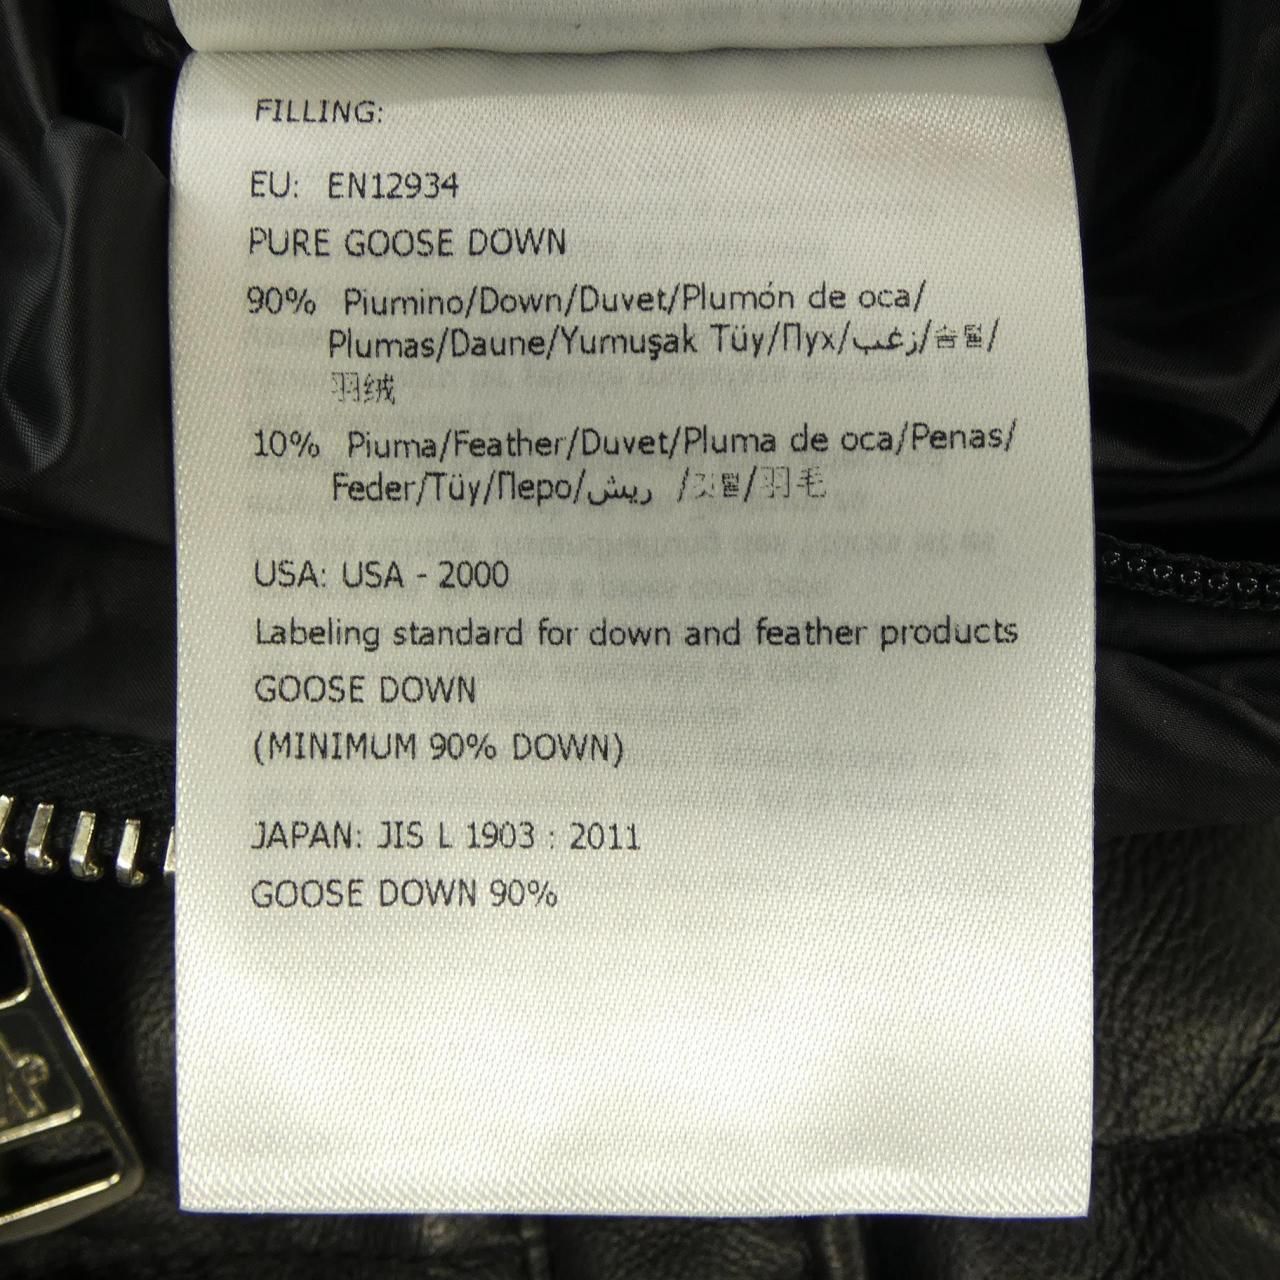 FILLING:
EU: EN12934
PURE GOOSE DOWN
90% Piumino/Down/Duvet/Plumón de oca/
Plumas/Daune/Yumuşak Tüy/Пух/زغب/솜털/
羽绒
10% Piuma/Feather/Duvet/Pluma de oca/Penas/
Feder/Tüy/Перо/ريش /깃털/羽毛
USA: USA - 2000
Labeling standard for down and feather products
GOOSE DOWN
(MINIMUM 90% DOWN)
JAPAN: JIS L 1903 : 2011
GOOSE DOWN 90%